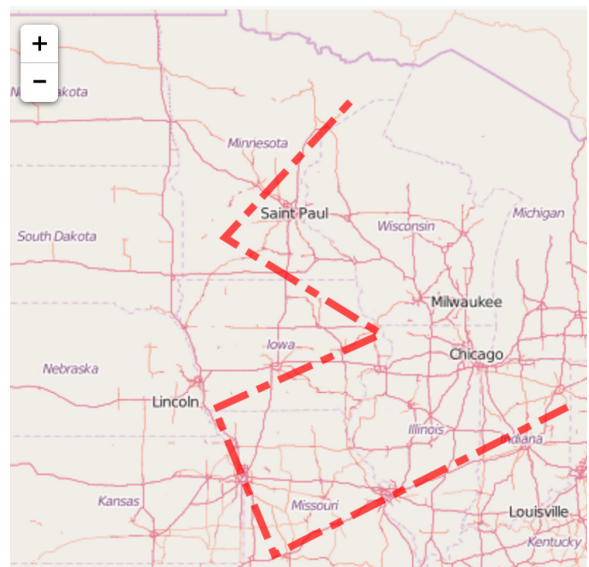 +
−
Minnesota
Saint Paul
Michigan
Wisconsin
South Dakota
Milwaukee
Iowa
Chicago
Nebraska
Lincoln
Illinois
Indiana
Kansas
Missouri
Louisville
Kentucky